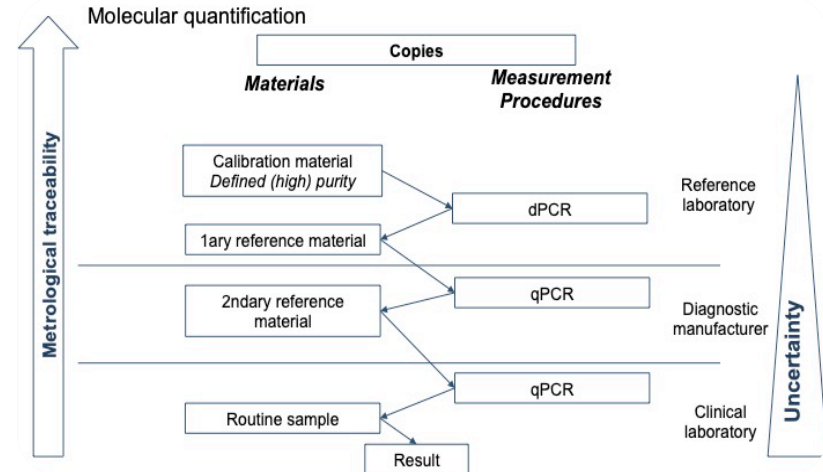 Molecular quantification
Copies
Materials
Measurement
Procedures
Metrological traceability
Calibration material
Defined (high) purity
dPCR
Reference
laboratory
1ary reference material
2ndary reference
material
qPCR
Diagnostic
manufacturer
qPCR
Routine sample
Clinical
laboratory
Result
Uncertainty